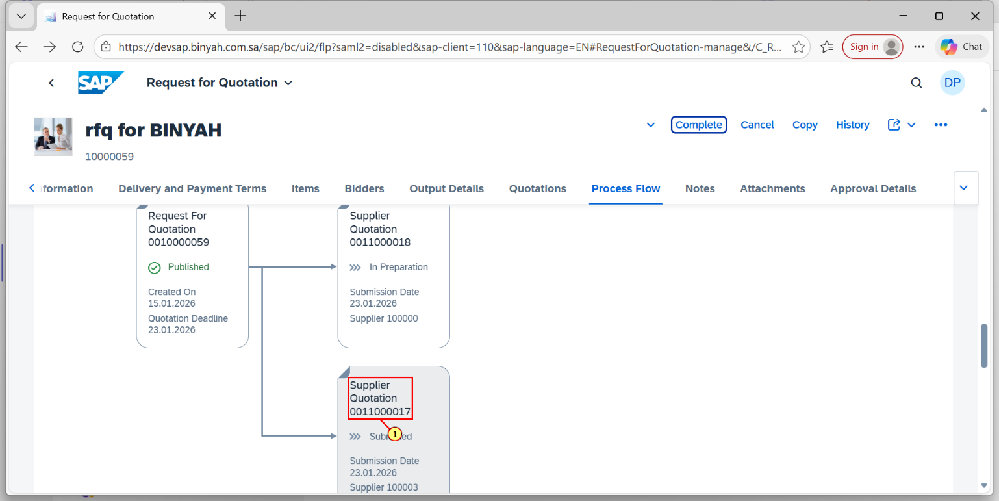 Request for Quotation
https://devsap.binyah.com.sa/sap/bc/ui2/flp?saml2=disabled&sap-client=110&sap-language=EN#RequestForQuotation-manage&/C_R...
Sign in
Chat
SAP
Request for Quotation
DP
rfq for BINYAH
10000059
Complete
Cancel
Copy
History
nformation
Delivery and Payment Terms
Items
Bidders
Output Details
Quotations
Process Flow
Notes
Attachments
Approval Details
Request For
Quotation
0010000059
Published
Created On
15.01.2026
Quotation Deadline
23.01.2026
Supplier
Quotation
0011000018
In Preparation
Submission Date
23.01.2026
Supplier 100000
Supplier
Quotation
0011000017
1
Submission Date
23.01.2026
Supplier 100003